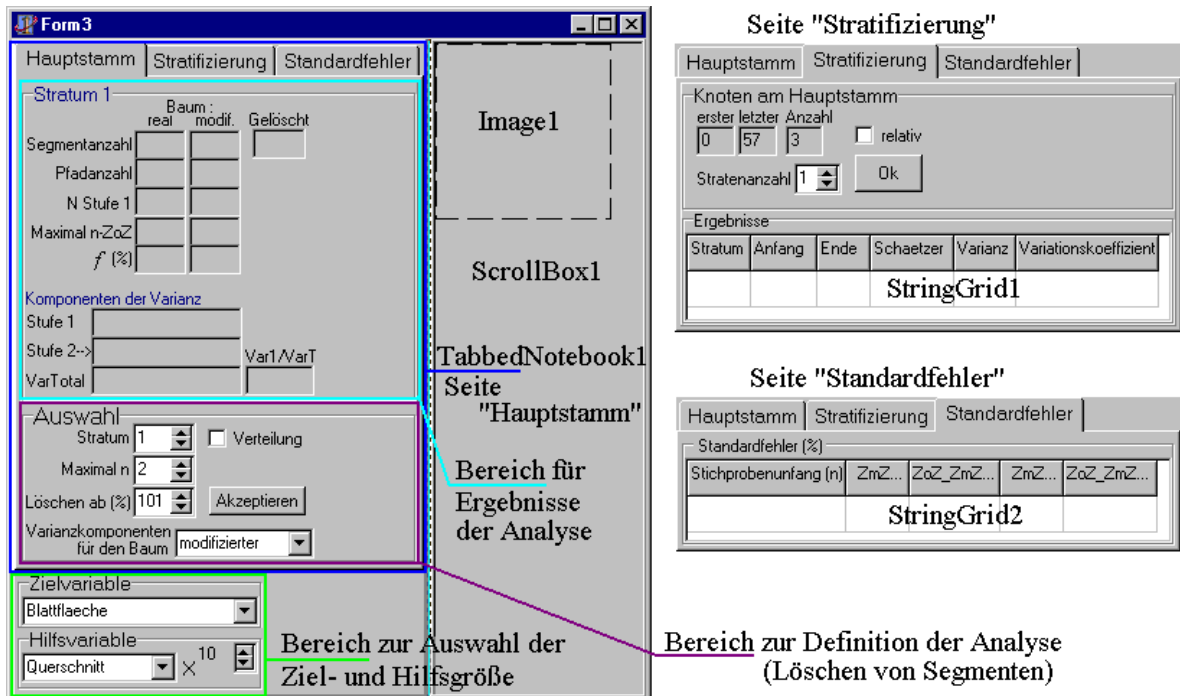 Form3
Hauptstamm Stratifizierung Standardfehler
Stratum 1
Baum :
real modif. Gelöscht
Segmentanzahl
Pfadanzahl
N Stufe 1
Maximal n-ZoZ
f (%)
Komponenten der Varianz
Stufe 1
Stufe 2-->
Var1/VarT
VarTotal
Auswahl
Stratum 1 Verteilung
Maximal n 2
Löschen ab (%) 101 Akzeptieren
Varianzkomponenten
für den Baum modifizierter
Zielvariable
Blattflaeche
Hilfsvariable
Querschnitt × 10
Image1
ScrollBox1
TabbedNotebook1
Seite
"Hauptstamm"
Bereich für
Ergebnisse
der Analyse
Bereich zur Auswahl der
Ziel- und Hilfsgröße
Seite "Stratifizierung"
Hauptstamm Stratifizierung Standardfehler
Knoten am Hauptstamm
erster letzter Anzahl
0 57 3 relativ
Stratenanzahl 1 Ok
Ergebnisse
Stratum Anfang Ende Schaetzer Varianz Variationskoeffizient
StringGrid1
Seite "Standardfehler"
Hauptstamm Stratifizierung Standardfehler
Standardfehler (%)
Stichprobenunfang (n) ZmZ... ZoZ_ZmZ... ZmZ... ZoZ_ZmZ...
StringGrid2
Bereich zur Definition der Analyse
(Löschen von Segmenten)